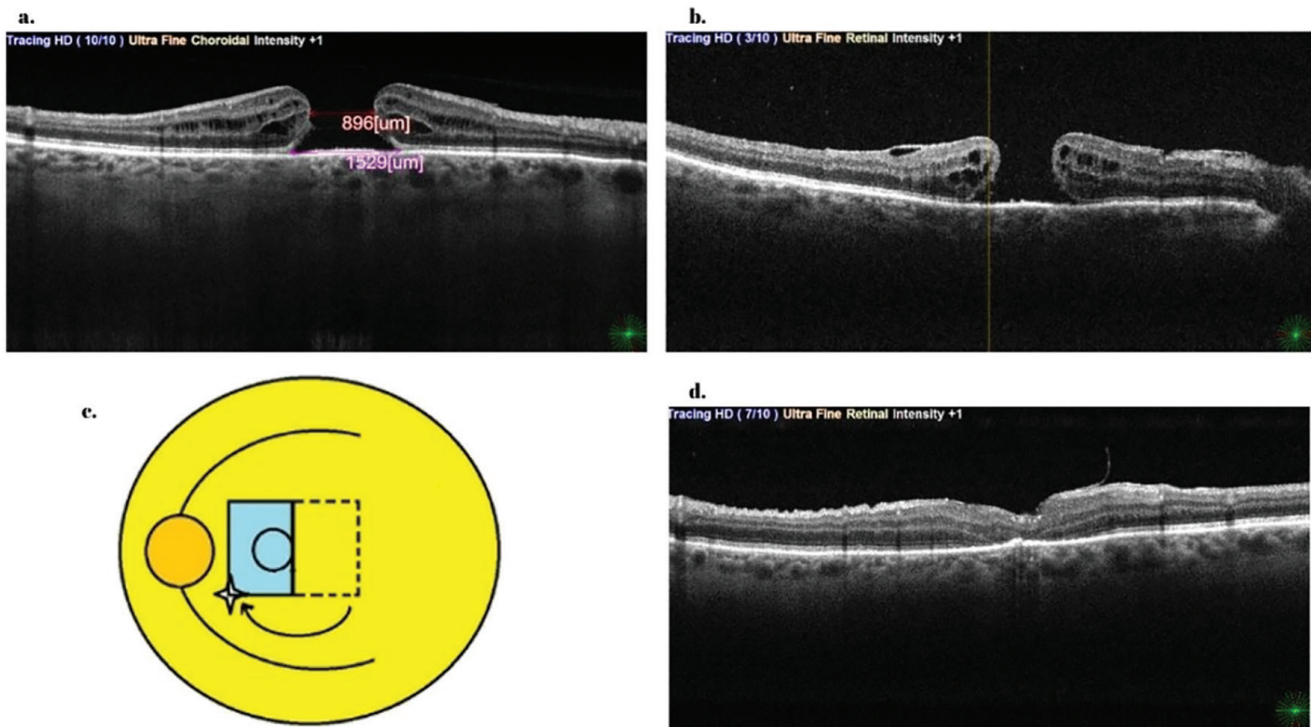 a.
Tracing HD ( 10/10 ) Ultra Fine Choroidal Intensity +1
896[um]
1529[um]
b.
Tracing HD ( 3/10 ) Ultra Fine Retinal Intensity +1
c.
d.
Tracing HD ( 7/10 ) Ultra Fine Retinal Intensity +1